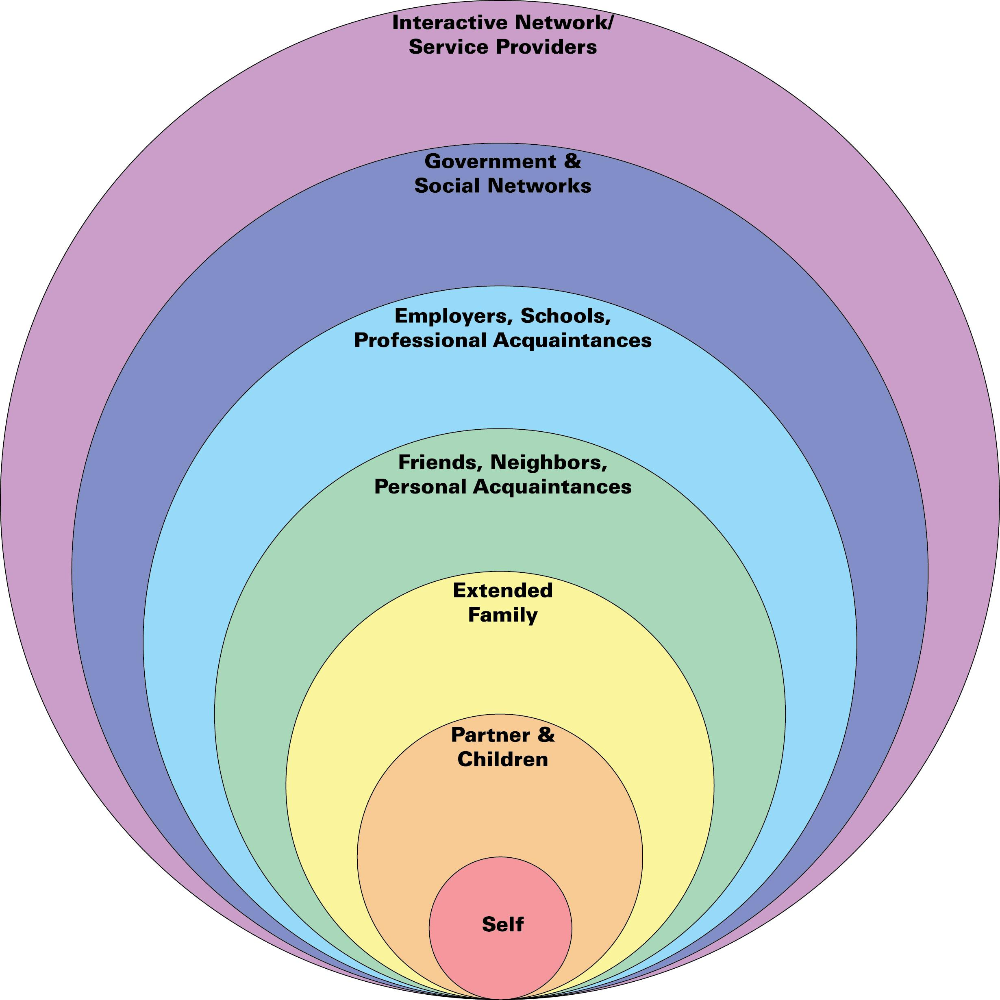 Interactive Network/
Service Providers
Government &
Social Networks
Employers, Schools,
Professional Acquaintances
Friends, Neighbors,
Personal Acquaintances
Extended
Family
Partner &
Children
Self